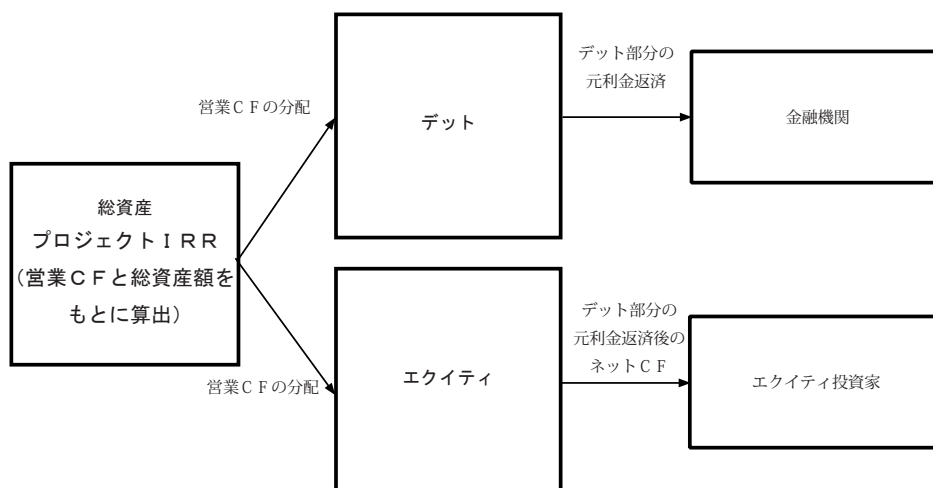 デット部分の
元利金返済
営業ＣＦの分配
デット
金融機関
総資産
プロジェクトＩＲＲ
（営業ＣＦと総資産額を
もとに算出）
デット部分の
元利金返済後の
ネットＣＦ
営業ＣＦの分配
エクイティ
エクイティ投資家